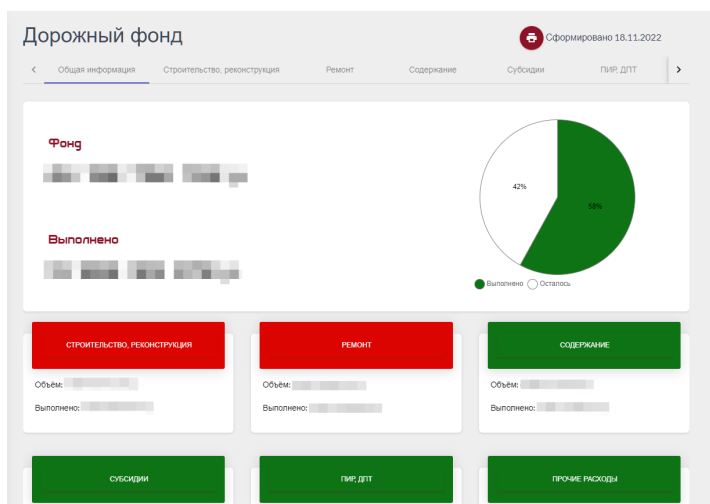 Дорожный фонд
Сформировано 18.11.2022
Общая информация Строительство, реконструкция Ремонт Содержание Субсидии ПИР, ДПТ
Фонд
Выполнено
42%
58%
Выполнено Осталось
СТРОИТЕЛЬСТВО, РЕКОНСТРУКЦИЯ
Объём:
Выполнено:
РЕМОНТ
Объём:
Выполнено:
СОДЕРЖАНИЕ
Объём:
Выполнено:
СУБСИДИИ
ПИР, ДПТ
ПРОЧИЕ РАСХОДЫ